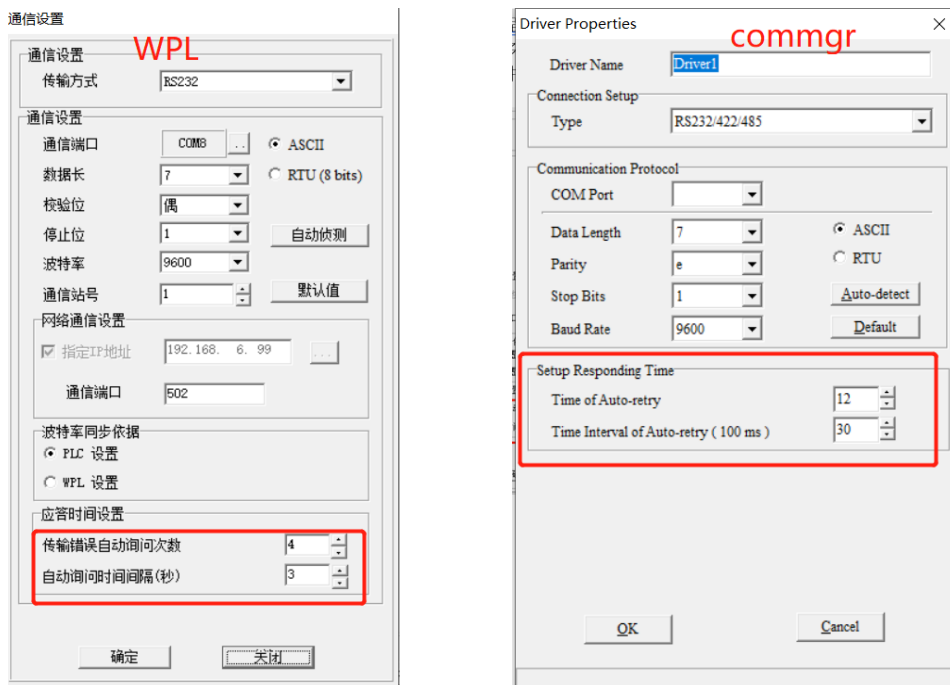 通信设置
WPL
通信设置
传输方式
RS232
通信设置
通信端口
COM8
..
ASCII
数据长
7
RTU (8 bits)
校验位
偶
停止位
1
自动侦测
波特率
9600
通信站号
1
默认值
网络通信设置
指定IP地址
192.168. 6. 99
...
通信端口
502
波特率同步依据
PLC 设置
WPL 设置
应答时间设置
传输错误自动询问次数
4
自动询问时间间隔(秒)
3
确定
关闭
Driver Properties
commgr
Driver Name
Driver1
Connection Setup
Type
RS232/422/485
Communication Protocol
COM Port
Data Length
7
ASCII
Parity
e
RTU
Stop Bits
1
Auto-detect
Baud Rate
9600
Default
Setup Responding Time
Time of Auto-retry
12
Time Interval of Auto-retry ( 100 ms )
30
OK
Cancel